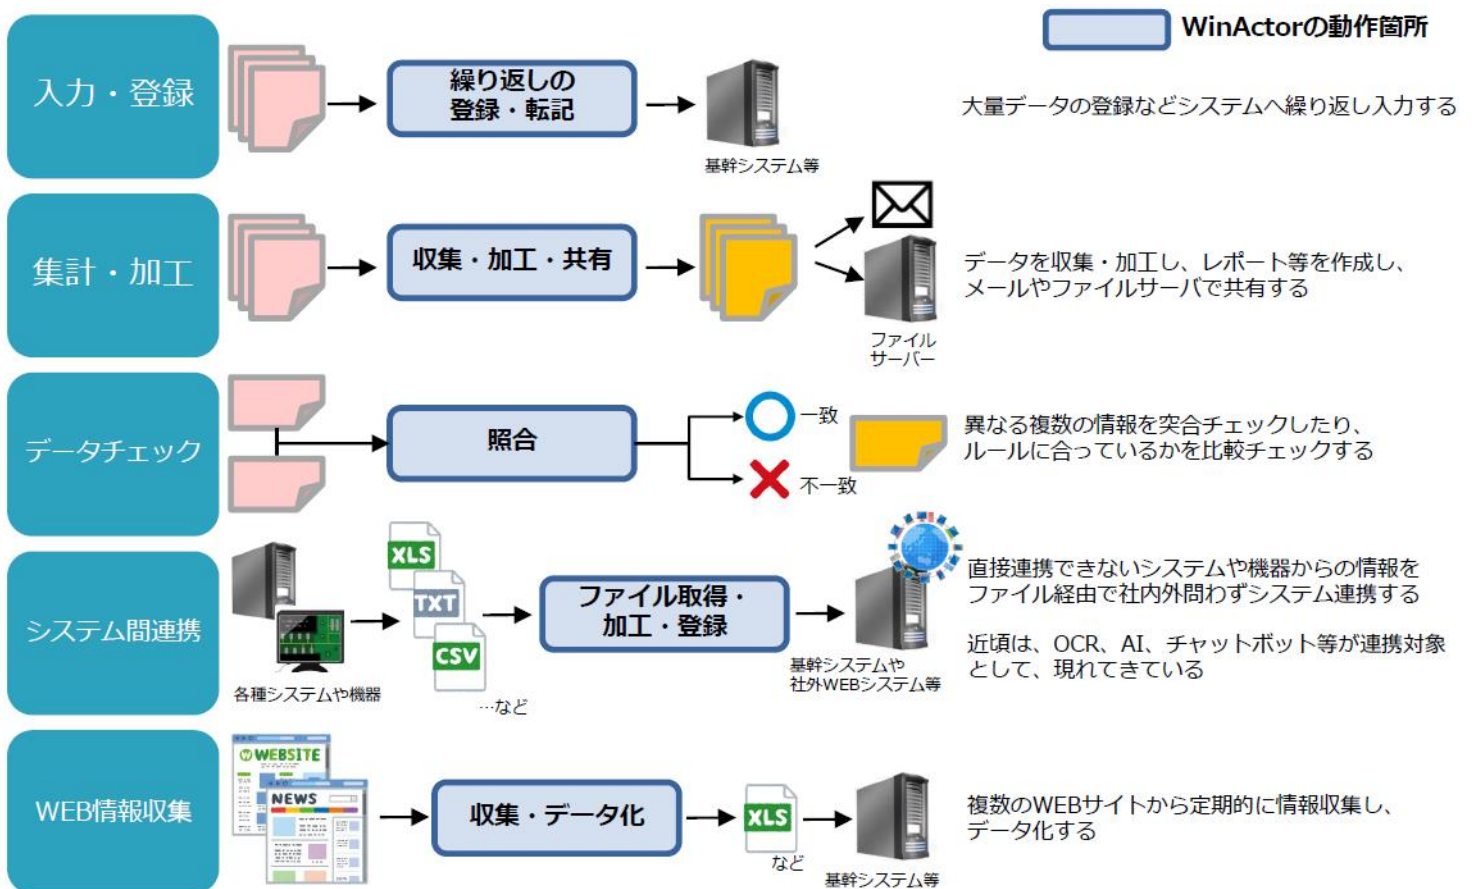 WinActorの動作箇所
入力・登録
繰り返しの
登録・転記
基幹システム等
大量データの登録などシステムへ繰り返し入力する
集計・加工
収集・加工・共有
ファイル
サーバー
データを収集・加工し、レポート等を作成し、
メールやファイルサーバで共有する
データチェック
照合
一致
不一致
異なる複数の情報を突合チェックしたり、
ルールに合っているかを比較チェックする
システム間連携
各種システムや機器
XLS
TXT
CSV
…など
ファイル取得・
加工・登録
基幹システムや
社外WEBシステム等
直接連携できないシステムや機器からの情報を
ファイル経由で社内外問わずシステム連携する
近頃は、OCR、AI、チャットボット等が連携対象
として、現れてきている
WEB情報収集
WEBSITE
NEWS
収集・データ化
XLS
など
基幹システム等
複数のWEBサイトから定期的に情報収集し、
データ化する